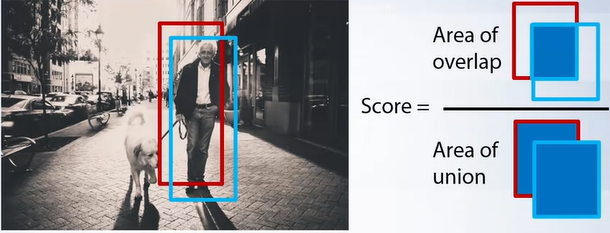 Area of
overlap
Score =
Area of
union